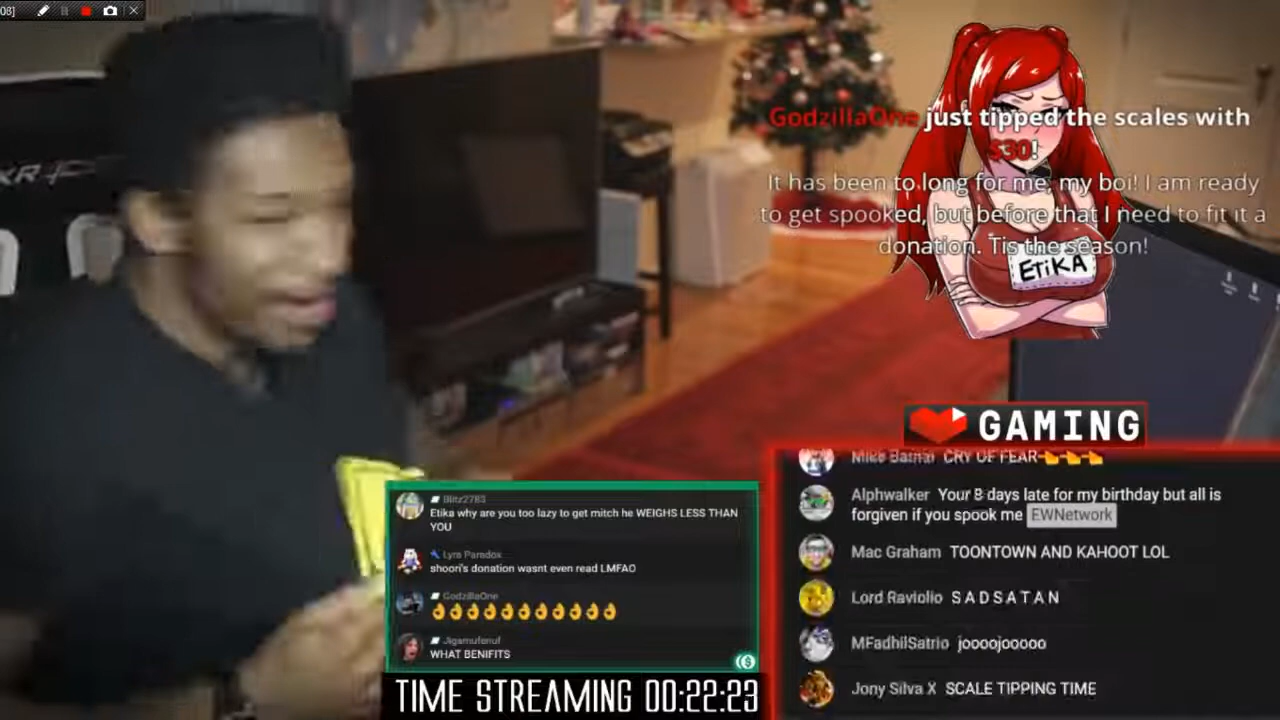 08]
GodzillaOne just tipped the scales with
$30!
It has been to long for me, my boi! I am ready
to get spooked, but before that I need to fit it a
donation. Tis the season!
ETIKA
GAMING
Mike Bainai CRY OF FEAR👈👈👈
Alphwalker Your 8 days late for my birthday but all is
forgiven if you spook me EWNetwork
Mac Graham TOONTOWN AND KAHOOT LOL
Lord Raviolio S A D S A T A N
MFadhilSatrio joooojooooo
Jony Silva X SCALE TIPPING TIME
Blitz2783
Etika why are you too lazy to get mitch he WEIGHS LESS THAN
YOU
Lyra Paradox
shoori's donation wasnt even read LMFAO
GodzillaOne
👌👌👌👌👌👌👌👌👌👌👌
Jigamufenuf
WHAT BENIFITS
TIME STREAMING 00:22:23